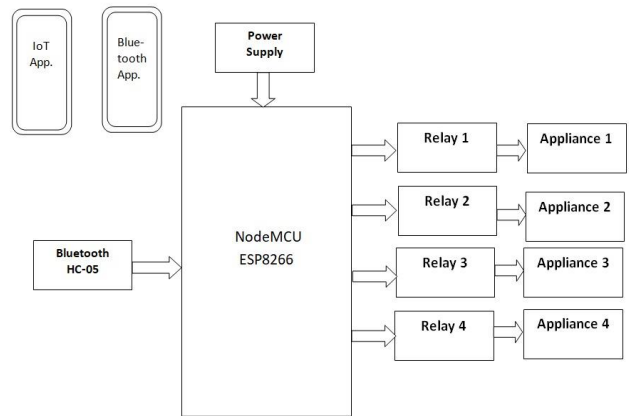 IoT
App.
Blue-
tooth
App.
Power
Supply
Relay 1
Appliance 1
Relay 2
Appliance 2
NodeMCU
ESP8266
Bluetooth
HC-05
Relay 3
Appliance 3
Relay 4
Appliance 4